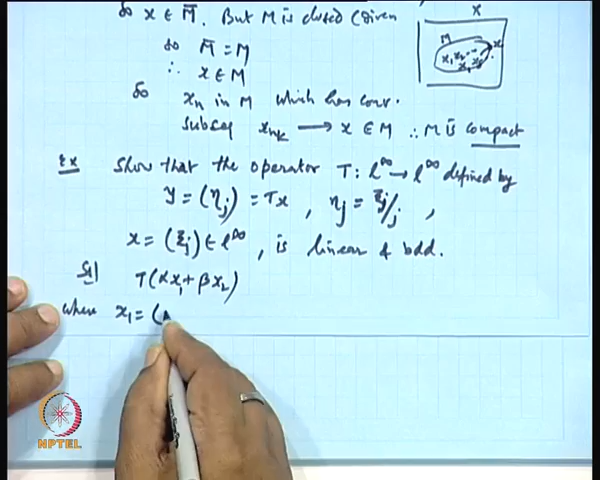 So x ∈ M̄. But M is closed (given
So M̄ = M
∴ x ∈ M
So xₙ in M which has conv.
Subseq xₙₖ ⟶ x ∈ M ∴ M is compact
Ex Show that the operator T: l^∞ → l^∞ defined by
y = (ηⱼ) = Tx , ηⱼ = ξⱼ/j ,
x = (ξⱼ) ∈ l^∞ , is linear & bdd.
Sol T(αx₁ + βx₂)
where x₁ = (
X
M
x
x₁ x₂ ...
NPTEL